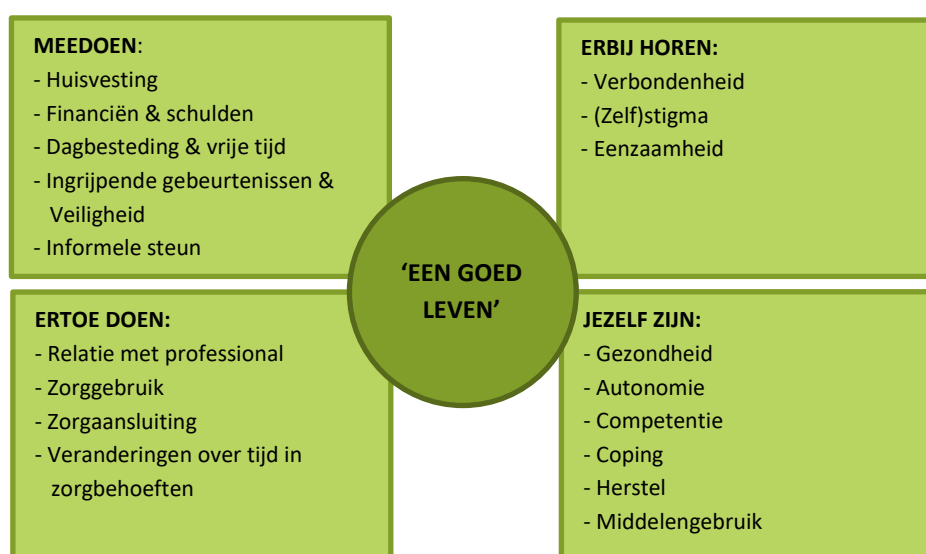 MEEDOEN:
- Huisvesting
- Financiën & schulden
- Dagbesteding & vrije tijd
- Ingrijpende gebeurtenissen &
Veiligheid
- Informele steun
ERBIJ HOREN:
- Verbondenheid
- (Zelf)stigma
- Eenzaamheid
‘EEN GOED
LEVEN’
ERTOE DOEN:
- Relatie met professional
- Zorggebruik
- Zorgaansluiting
- Veranderingen over tijd in
zorgbehoeften
JEZELF ZIJN:
- Gezondheid
- Autonomie
- Competentie
- Coping
- Herstel
- Middelengebruik